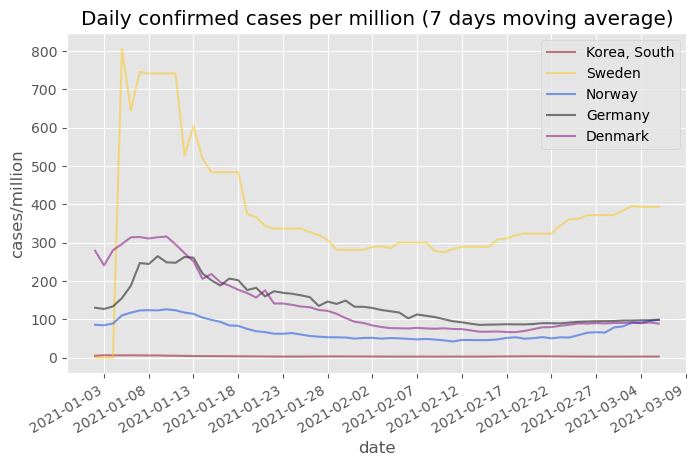 Daily confirmed cases per million (7 days moving average)
cases/million
800
700
600
500
400
300
200
100
0
Korea, South
Sweden
Norway
Germany
Denmark
2021-01-03
2021-01-08
2021-01-13
2021-01-18
2021-01-23
2021-01-28
2021-02-02
2021-02-07
2021-02-12
2021-02-17
2021-02-22
2021-02-27
2021-03-04
2021-03-09
date